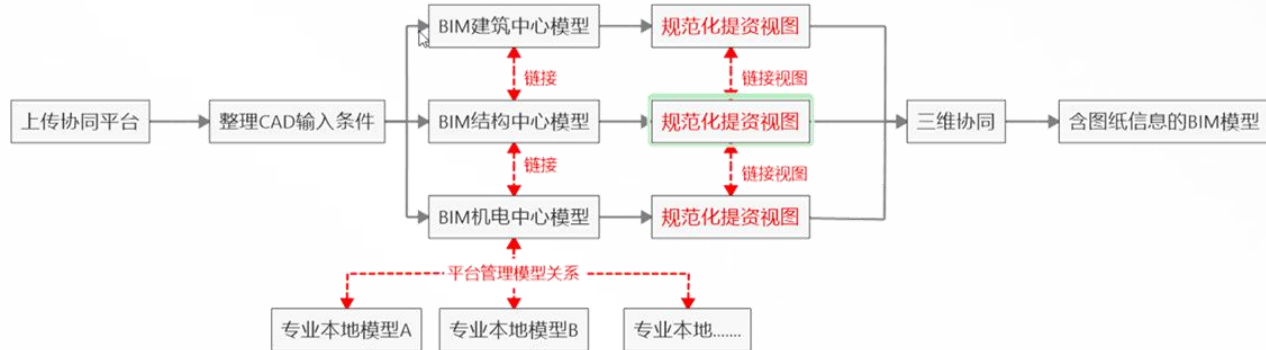 BIM建筑中心模型
规范化提资视图
链接
链接视图
上传协同平台
整理CAD输入条件
BIM结构中心模型
规范化提资视图
三维协同
含图纸信息的BIM模型
链接
链接视图
BIM机电中心模型
规范化提资视图
平台管理模型关系
专业本地模型A
专业本地模型B
专业本地.......